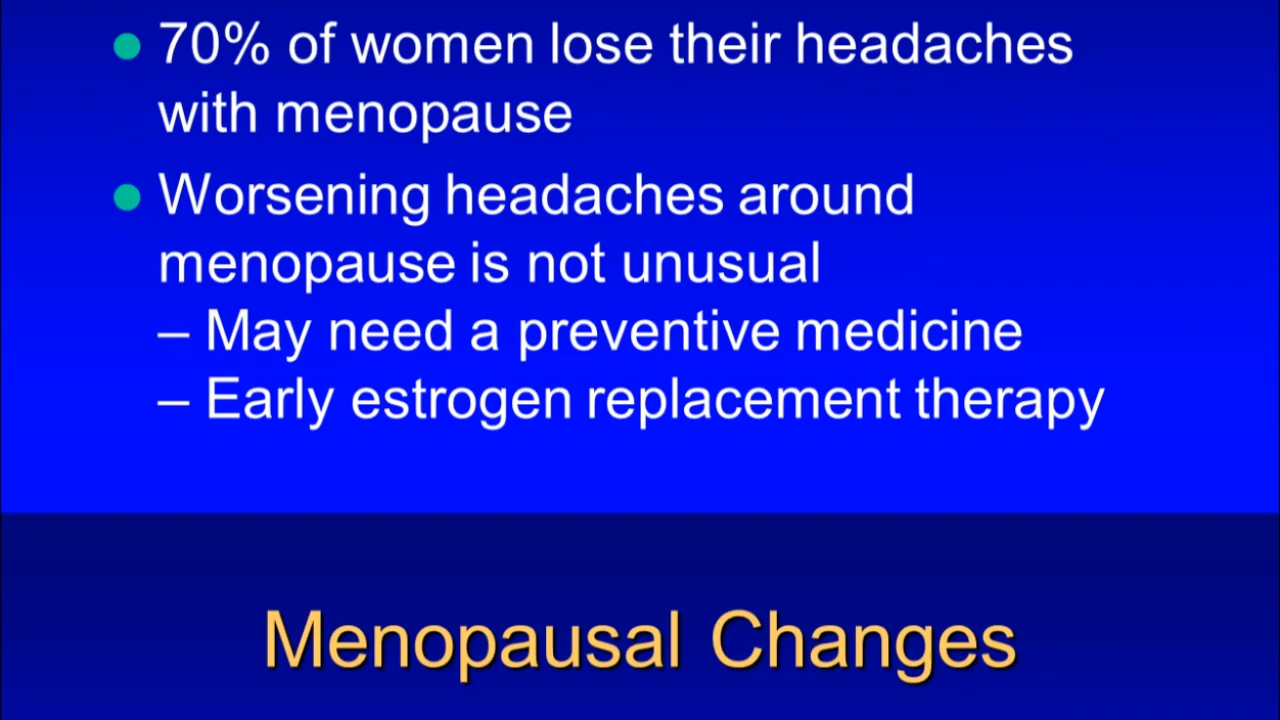 ● 70% of women lose their headaches
with menopause
● Worsening headaches around
menopause is not unusual
– May need a preventive medicine
– Early estrogen replacement therapy
Menopausal Changes